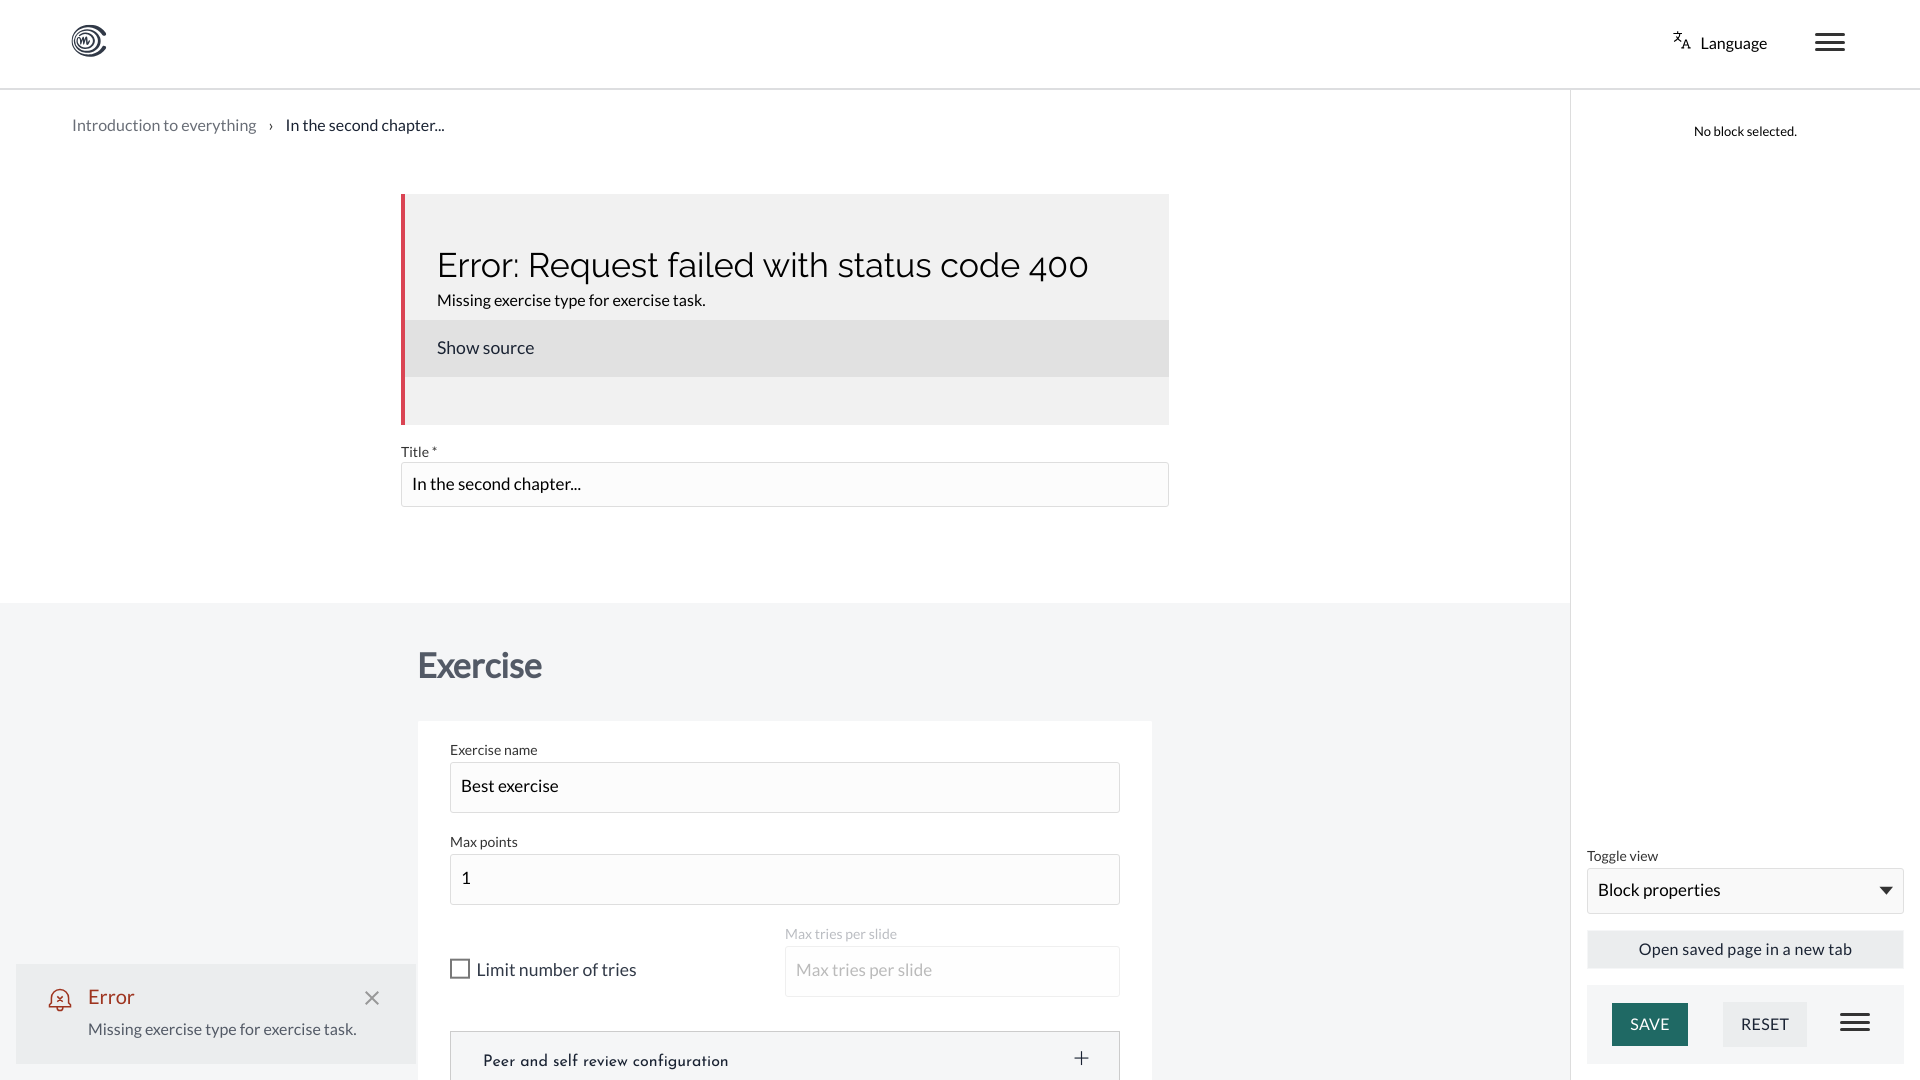 Language
Introduction to everything › In the second chapter...
No block selected.
Error: Request failed with status code 400
Missing exercise type for exercise task.
Show source
Title *
In the second chapter...
Exercise
Exercise name
Best exercise
Max points
1
Max tries per slide
Limit number of tries
Max tries per slide
Peer and self review configuration
Error
Missing exercise type for exercise task.
Toggle view
Block properties
Open saved page in a new tab
SAVE
RESET